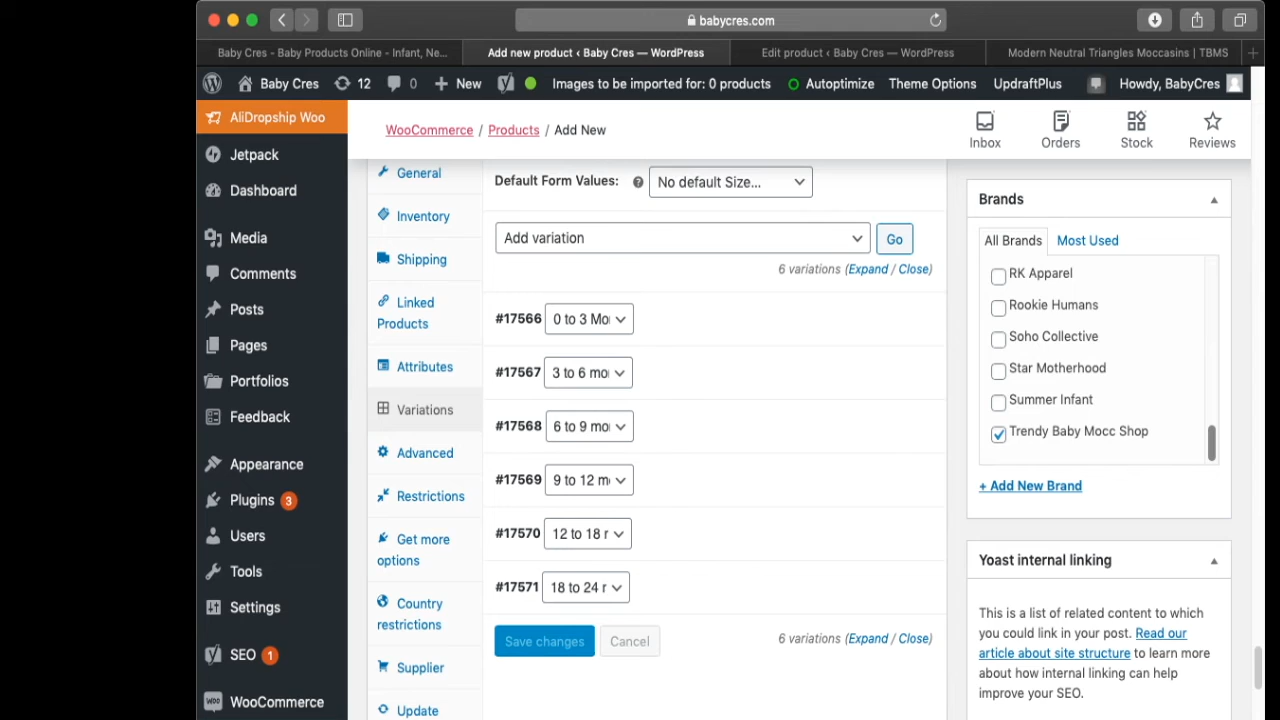 babycres.com
Baby Cres - Baby Products Online - Infant, Ne...
Add new product ‹ Baby Cres — WordPress
Edit product ‹ Baby Cres — WordPress
Modern Neutral Triangles Moccasins | TBMS
Baby Cres
12
0
New
Images to be imported for: 0 products
Autoptimize
Theme Options
UpdraftPlus
Howdy, BabyCres
AliDropship Woo
Jetpack
Dashboard
Media
Comments
Posts
Pages
Portfolios
Feedback
Appearance
Plugins 3
Users
Tools
Settings
SEO 1
WooCommerce
WooCommerce / Products / Add New
Inbox
Orders
Stock
Reviews
General
Inventory
Shipping
Linked
Products
Attributes
Variations
Advanced
Restrictions
Get more
options
Country
restrictions
Supplier
Update
Default Form Values:
No default Size...
Add variation
Go
6 variations (Expand / Close)
#17566 0 to 3 Mo
#17567 3 to 6 mo
#17568 6 to 9 mo
#17569 9 to 12 m
#17570 12 to 18 r
#17571 18 to 24 r
Save changes
Cancel
6 variations (Expand / Close)
Brands
All Brands
Most Used
RK Apparel
Rookie Humans
Soho Collective
Star Motherhood
Summer Infant
Trendy Baby Mocc Shop
+ Add New Brand
Yoast internal linking
This is a list of related content to which
you could link in your post. Read our
article about site structure to learn more
about how internal linking can help
improve your SEO.